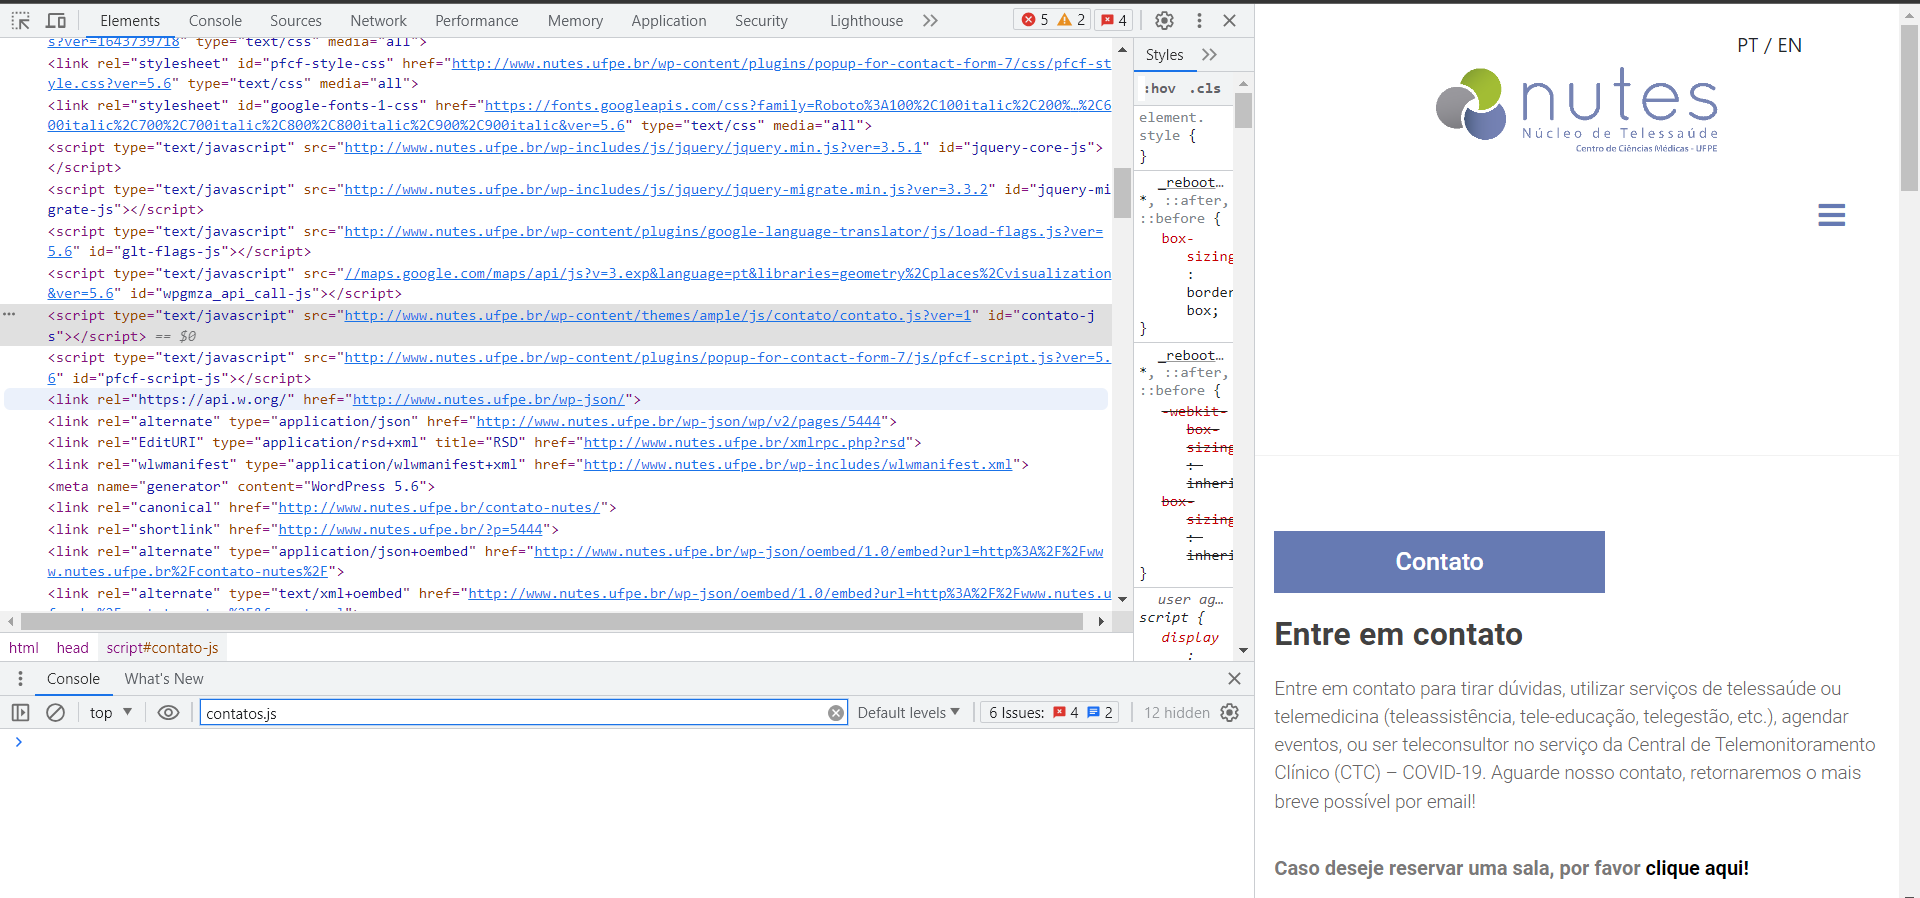 Elements Console Sources Network Performance Memory Application Security Lighthouse 5 2 4
s?ver=1643739718" type="text/css" media="all">
<link rel="stylesheet" id="pfcf-style-css" href="http://www.nutes.ufpe.br/wp-content/plugins/popup-for-contact-form-7/css/pfcf-st
yle.css?ver=5.6" type="text/css" media="all">
<link rel="stylesheet" id="google-fonts-1-css" href="https://fonts.googleapis.com/css?family=Roboto%3A100%2C100italic%2C200%…%2C6
00italic%2C700%2C700italic%2C800%2C800italic%2C900%2C900italic&ver=5.6" type="text/css" media="all">
<script type="text/javascript" src="http://www.nutes.ufpe.br/wp-includes/js/jquery/jquery.min.js?ver=3.5.1" id="jquery-core-js">
</script>
<script type="text/javascript" src="http://www.nutes.ufpe.br/wp-includes/js/jquery/jquery-migrate.min.js?ver=3.3.2" id="jquery-mi
grate-js"></script>
<script type="text/javascript" src="http://www.nutes.ufpe.br/wp-content/plugins/google-language-translator/js/load-flags.js?ver=
5.6" id="glt-flags-js"></script>
<script type="text/javascript" src="//maps.google.com/maps/api/js?v=3.exp&language=pt&libraries=geometry%2Cplaces%2Cvisualization
&ver=5.6" id="wpgmza_api_call-js"></script>
<script type="text/javascript" src="http://www.nutes.ufpe.br/wp-content/themes/ample/js/contato/contato.js?ver=1" id="contato-j
s"></script> == $0
<script type="text/javascript" src="http://www.nutes.ufpe.br/wp-content/plugins/popup-for-contact-form-7/js/pfcf-script.js?ver=5.
6" id="pfcf-script-js"></script>
<link rel="https://api.w.org/" href="http://www.nutes.ufpe.br/wp-json/">
<link rel="alternate" type="application/json" href="http://www.nutes.ufpe.br/wp-json/wp/v2/pages/5444">
<link rel="EditURI" type="application/rsd+xml" title="RSD" href="http://www.nutes.ufpe.br/xmlrpc.php?rsd">
<link rel="wlwmanifest" type="application/wlwmanifest+xml" href="http://www.nutes.ufpe.br/wp-includes/wlwmanifest.xml">
<meta name="generator" content="WordPress 5.6">
<link rel="canonical" href="http://www.nutes.ufpe.br/contato-nutes/">
<link rel="shortlink" href="http://www.nutes.ufpe.br/?p=5444">
<link rel="alternate" type="application/json+oembed" href="http://www.nutes.ufpe.br/wp-json/oembed/1.0/embed?url=http%3A%2F%2Fww
w.nutes.ufpe.br%2Fcontato-nutes%2F">
<link rel="alternate" type="text/xml+oembed" href="http://www.nutes.ufpe.br/wp-json/oembed/1.0/embed?url=http%3A%2F%2Fwww.nutes.u
html head script#contato-js
Styles
:hov .cls
element.
style {
}
_reboot…
*, ::after,
::before {
box-
sizing
:
border
box;
}
_reboot…
*, ::after,
::before {
-webkit-
box-
sizing
:
inheri
box-
sizing
:
inheri
}
user ag…
script {
display
:
Console What's New
top contatos.js Default levels 6 Issues: 4 2 12 hidden
PT / EN
nutes
Núcleo de Telessaúde
Centro de Ciências Médicas - UFPE
Contato
Entre em contato
Entre em contato para tirar dúvidas, utilizar serviços de telessaúde ou
telemedicina (teleassistência, tele-educação, telegestão, etc.), agendar
eventos, ou ser teleconsultor no serviço da Central de Telemonitoramento
Clínico (CTC) – COVID-19. Aguarde nosso contato, retornaremos o mais
breve possível por email!
Caso deseje reservar uma sala, por favor clique aqui!